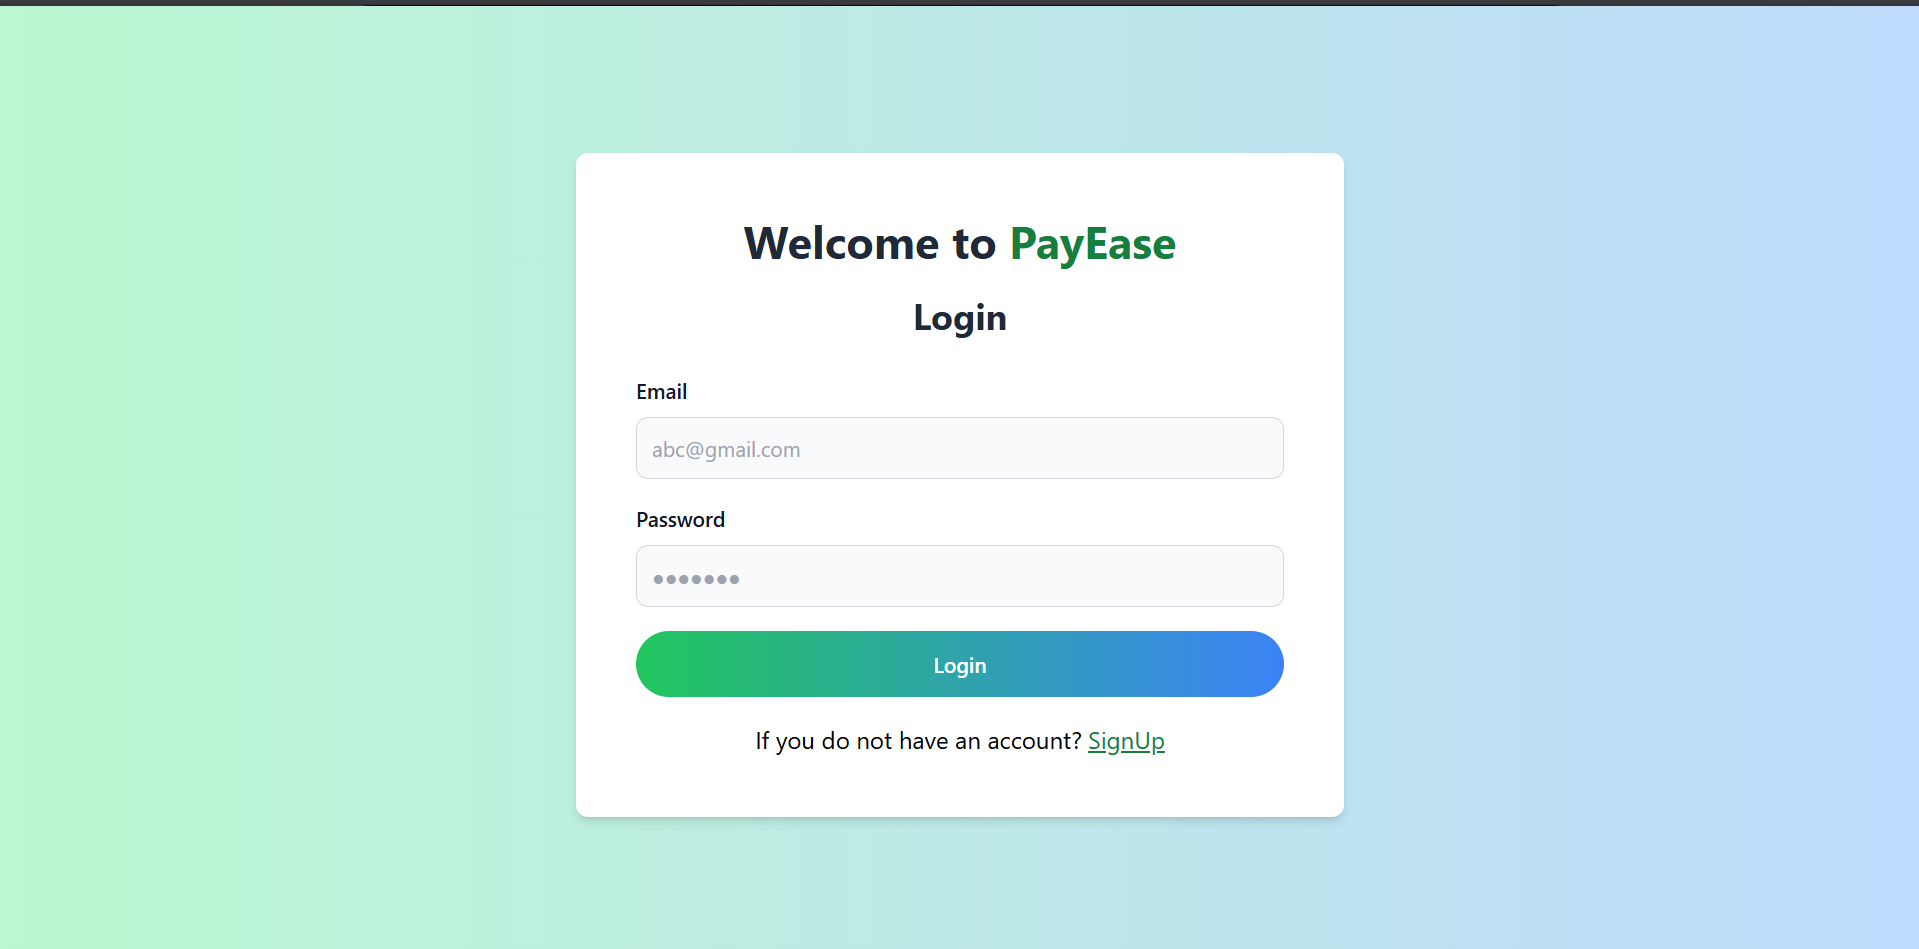 Welcome to PayEase
Login
Email
abc@gmail.com
Password
•••••••
Login
If you do not have an account? SignUp